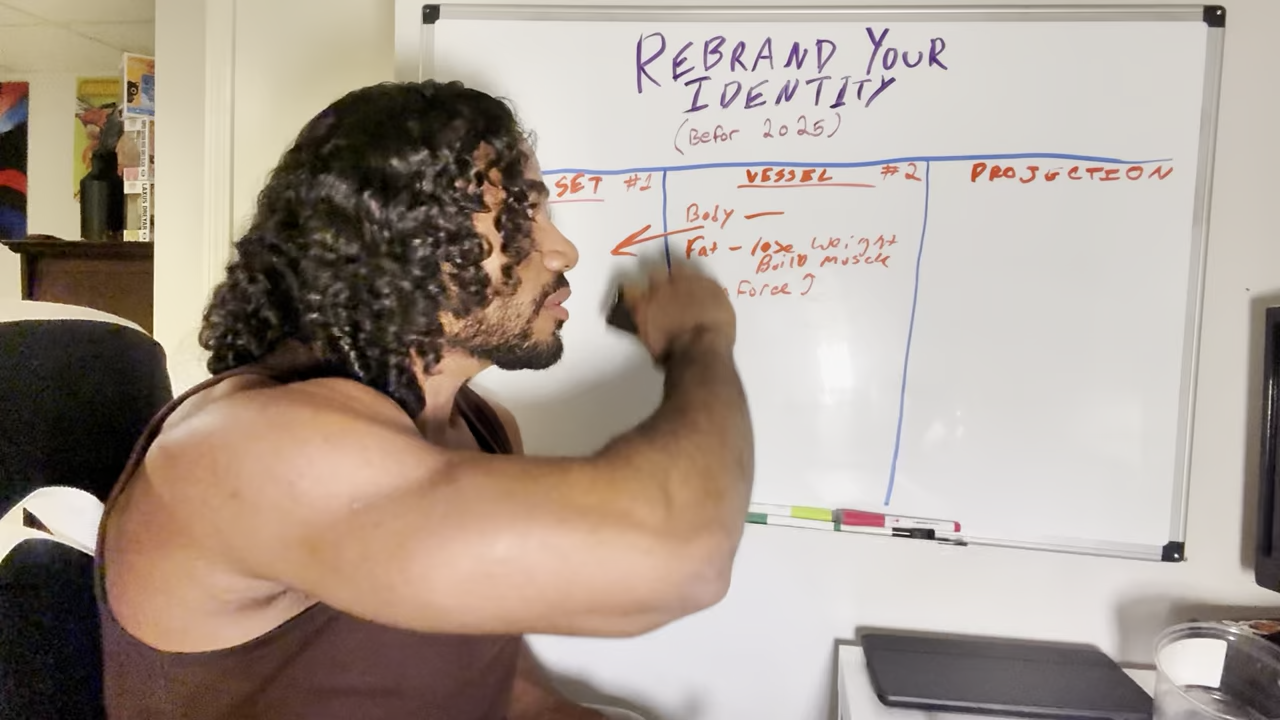 REBRAND YOUR
IDENTITY
(Befor 2025)
SET #1
VESSEL #2
PROJECTION
Body —
Fat - lose weight
Build muscle
Force